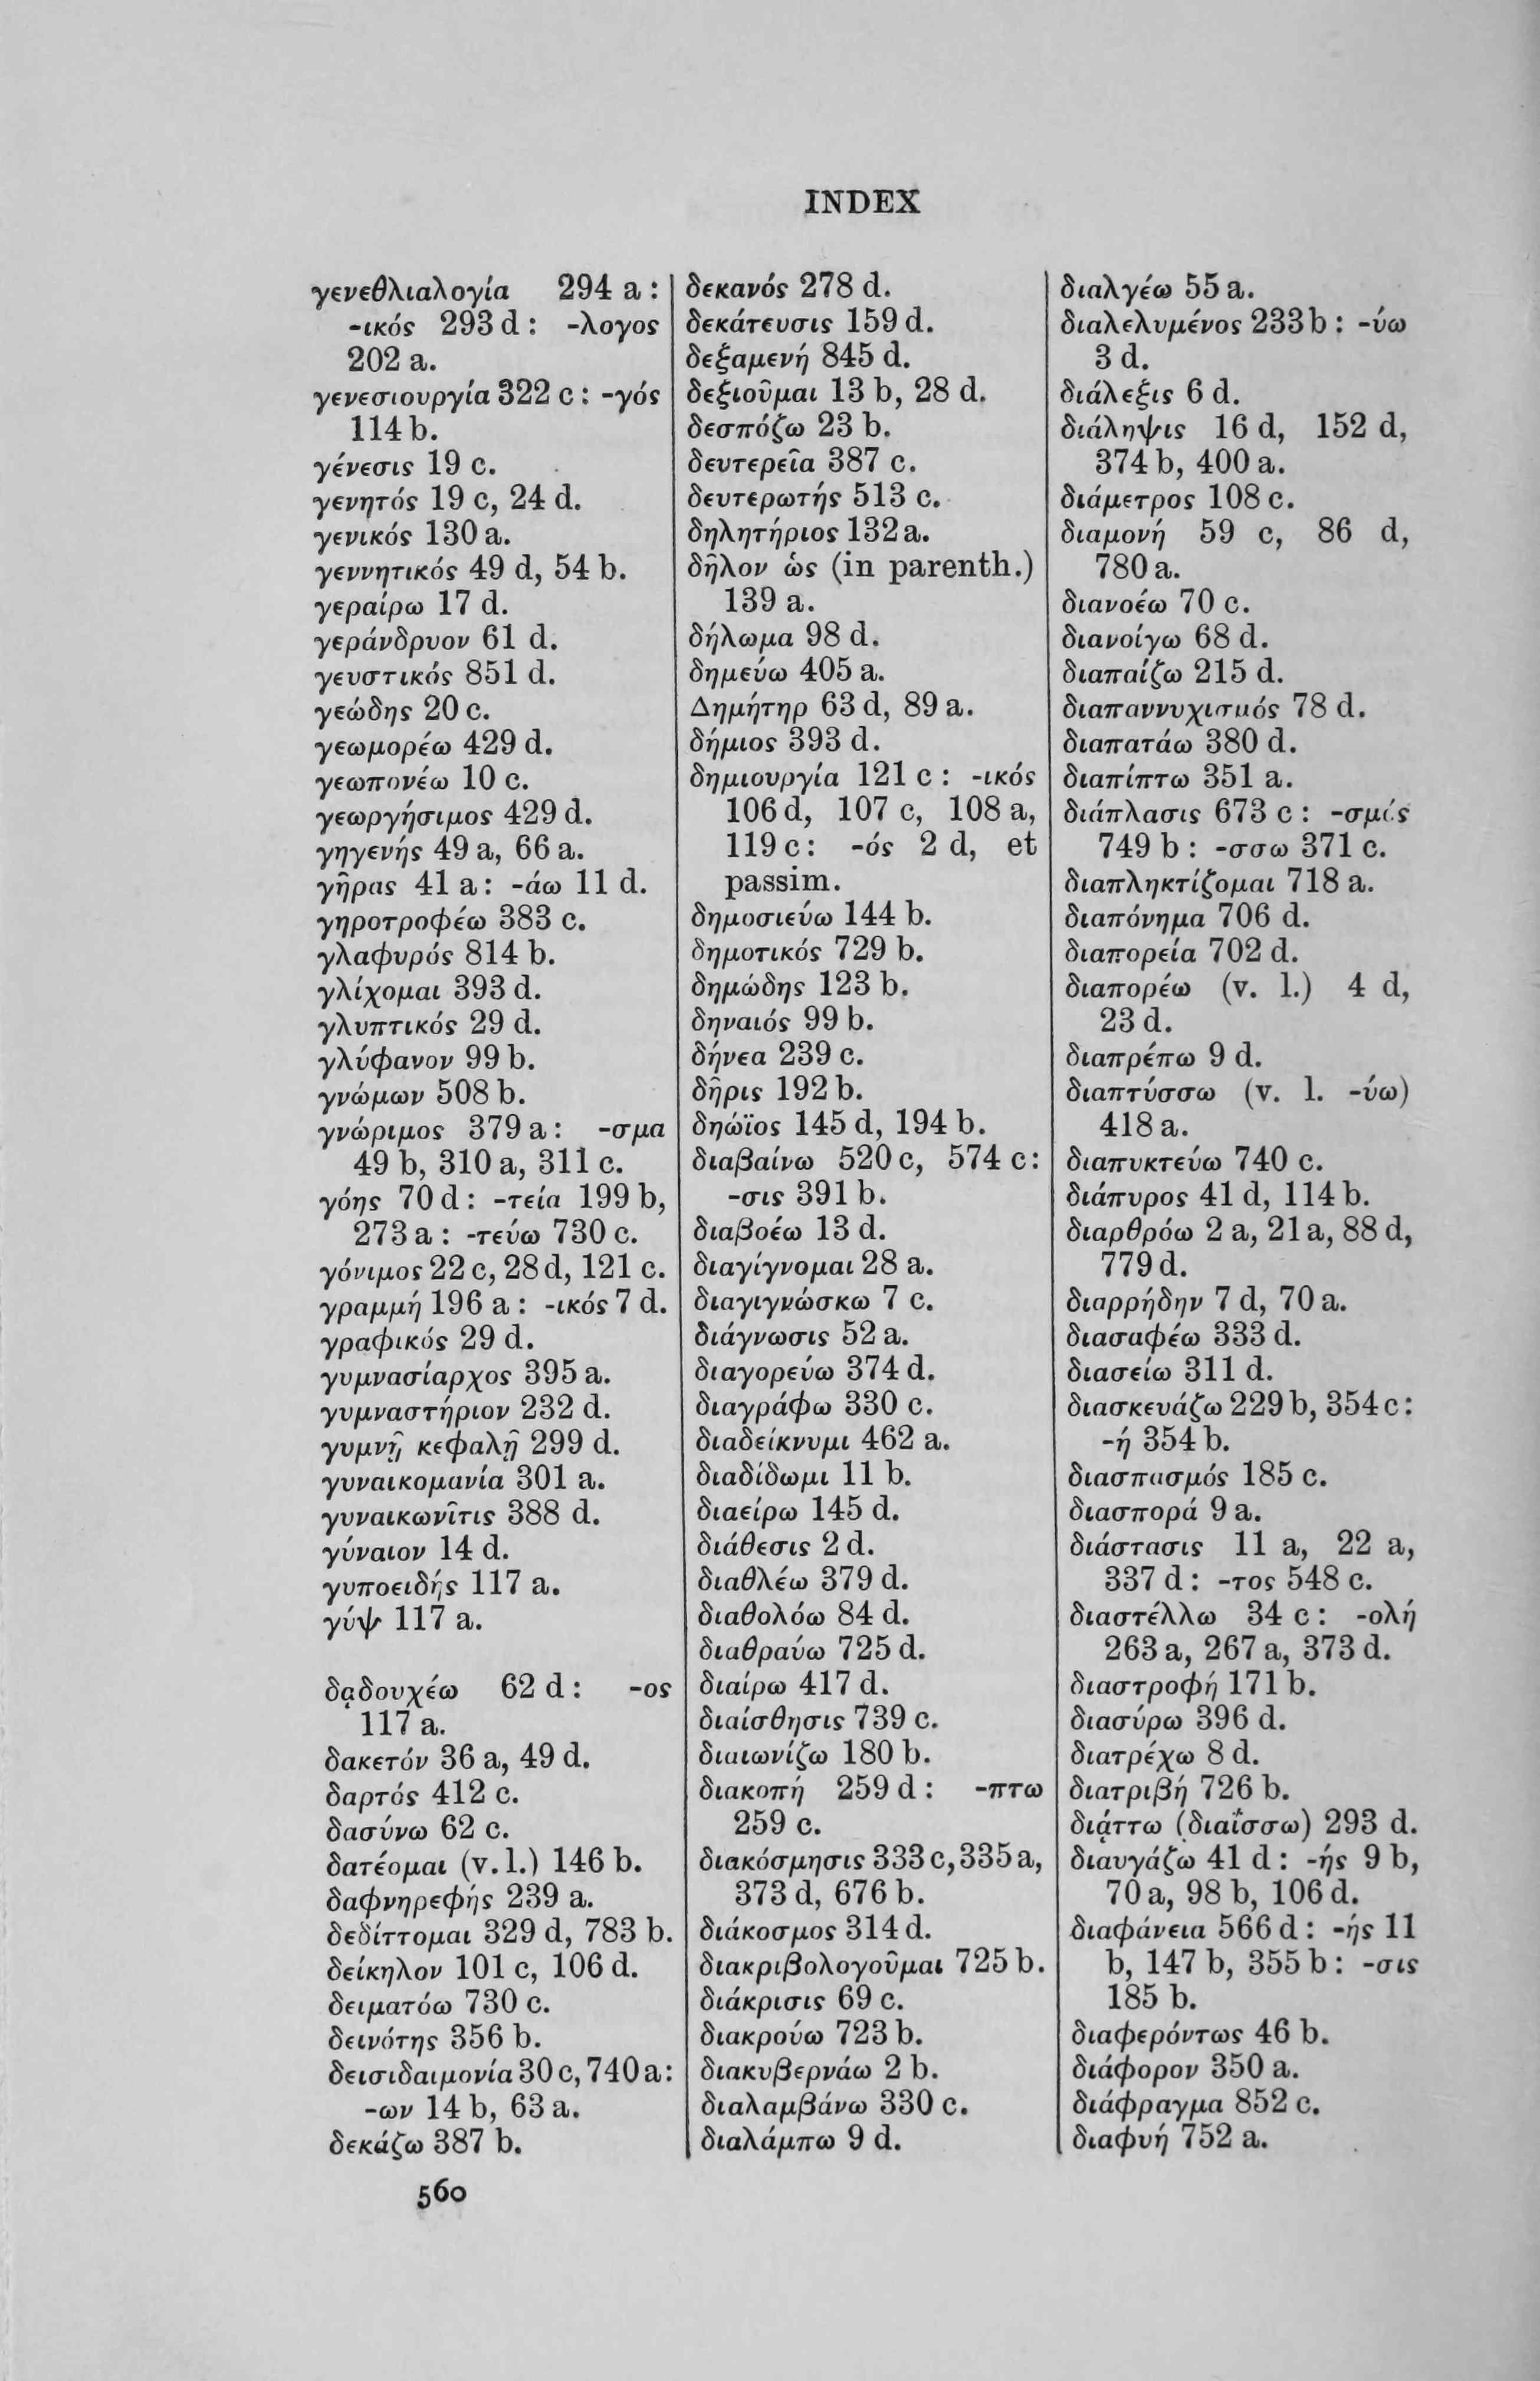 INDEX
γενεθλιαλογία 294 a :
-ικός 293 d : -λογος
202 a.
γενεσιουργία 322 c : -γός
114 b.
γένεσις 19 c.
γενητός 19 c, 24 d.
γενικός 130 a.
γεννητικός 49 d, 54 b.
γεραίρω 17 d.
γεράνδρυον 61 d.
γευστικός 851 d.
γεώδης 20 c.
γεωμορέω 429 d.
γεωπονέω 10 c.
γεωργήσιμος 429 d.
γηγενής 49 a, 66 a.
γῆρας 41 a : -άω 11 d.
γηροτροφέω 383 c.
γλαφυρός 814 b.
γλίχομαι 393 d.
γλυπτικός 29 d.
γλύφανον 99 b.
γνώμων 508 b.
γνώριμος 379 a : -σμα
49 b, 310 a, 311 c.
γόης 70 d : -τεία 199 b,
273 a : -τεύω 730 c.
γόνιμος 22 c, 28 d, 121 c.
γραμμή 196 a : -ικός 7 d.
γραφικός 29 d.
γυμνασίαρχος 395 a.
γυμναστήριον 232 d.
γυμνῇ κεφαλῇ 299 d.
γυναικομανία 301 a.
γυναικωνῖτις 388 d.
γύναιον 14 d.
γυποειδής 117 a.
γύψ 117 a.
δᾳδουχέω 62 d : -ος
117 a.
δακετόν 36 a, 49 d.
δαρτός 412 c.
δασύνω 62 c.
δατέομαι (v.l.) 146 b.
δαφνηρεφής 239 a.
δεδίττομαι 329 d, 783 b.
δείκηλον 101 c, 106 d.
δειματόω 730 c.
δεινότης 356 b.
δεισιδαιμονία 30 c, 740 a :
-ων 14 b, 63 a.
δεκάζω 387 b.
δεκανός 278 d.
δεκάτευσις 159 d.
δεξαμενή 845 d.
δεξιοῦμαι 13 b, 28 d.
δεσπόζω 23 b.
δευτερεῖα 387 c.
δευτερωτής 513 c.
δηλητήριος 132 a.
δῆλον ὡς (in parenth.)
139 a.
δήλωμα 98 d.
δημεύω 405 a.
Δημήτηρ 63 d, 89 a.
δήμιος 393 d.
δημιουργία 121 c : -ικός
106 d, 107 c, 108 a,
119 c : -ός 2 d, et
passim.
δημοσιεύω 144 b.
δημοτικός 729 b.
δημώδης 123 b.
δηναιός 99 b.
δήνεα 239 c.
δῆρις 192 b.
δηώϊος 145 d, 194 b.
διαβαίνω 520 c, 574 c :
-σις 391 b.
διαβοέω 13 d.
διαγίγνομαι 28 a.
διαγιγνώσκω 7 c.
διάγνωσις 52 a.
διαγορεύω 374 d.
διαγράφω 330 c.
διαδείκνυμι 462 a.
διαδίδωμι 11 b.
διαείρω 145 d.
διάθεσις 2 d.
διαθλέω 379 d.
διαθολόω 84 d.
διαθραύω 725 d.
διαίρω 417 d.
διαίσθησις 739 c.
διαιωνίζω 180 b.
διακοπή 259 d : -πτω
259 c.
διακόσμησις 333 c, 335 a,
373 d, 676 b.
διάκοσμος 314 d.
διακριβολογοῦμαι 725 b.
διάκρισις 69 c.
διακρούω 723 b.
διακυβερνάω 2 b.
διαλαμβάνω 330 c.
διαλάμπω 9 d.
διαλγέω 55 a.
διαλελυμένος 233 b : -ύω
3 d.
διάλεξις 6 d.
διάληψις 16 d, 152 d,
374 b, 400 a.
διάμετρος 108 c.
διαμονή 59 c, 86 d,
780 a.
διανοέω 70 c.
διανοίγω 68 d.
διαπαίζω 215 d.
διαπαννυχισμός 78 d.
διαπατάω 380 d.
διαπίπτω 351 a.
διάπλασις 673 c : -σμός
749 b : -σσω 371 c.
διαπληκτίζομαι 718 a.
διαπόνημα 706 d.
διαπορεία 702 d.
διαπορέω (v. l.) 4 d,
23 d.
διαπρέπω 9 d.
διαπτύσσω (v. l. -ύω)
418 a.
διαπυκτεύω 740 c.
διάπυρος 41 d, 114 b.
διαρθρόω 2 a, 21 a, 88 d,
779 d.
διαρρήδην 7 d, 70 a.
διασαφέω 333 d.
διασείω 311 d.
διασκευάζω 229 b, 354 c :
-ή 354 b.
διασπασμός 185 c.
διασπορά 9 a.
διάστασις 11 a, 22 a,
337 d : -τος 548 c.
διαστέλλω 34 c : -ολή
263 a, 267 a, 373 d.
διαστροφή 171 b.
διασύρω 396 d.
διατρέχω 8 d.
διατριβή 726 b.
διᾴττω (διαΐσσω) 293 d.
διαυγάζω 41 d : -ής 9 b,
70 a, 98 b, 106 d.
διαφάνεια 566 d : -ής 11
b, 147 b, 355 b : -σις
185 b.
διαφερόντως 46 b.
διάφορον 350 a.
διάφραγμα 852 c.
διαφυή 752 a.
560